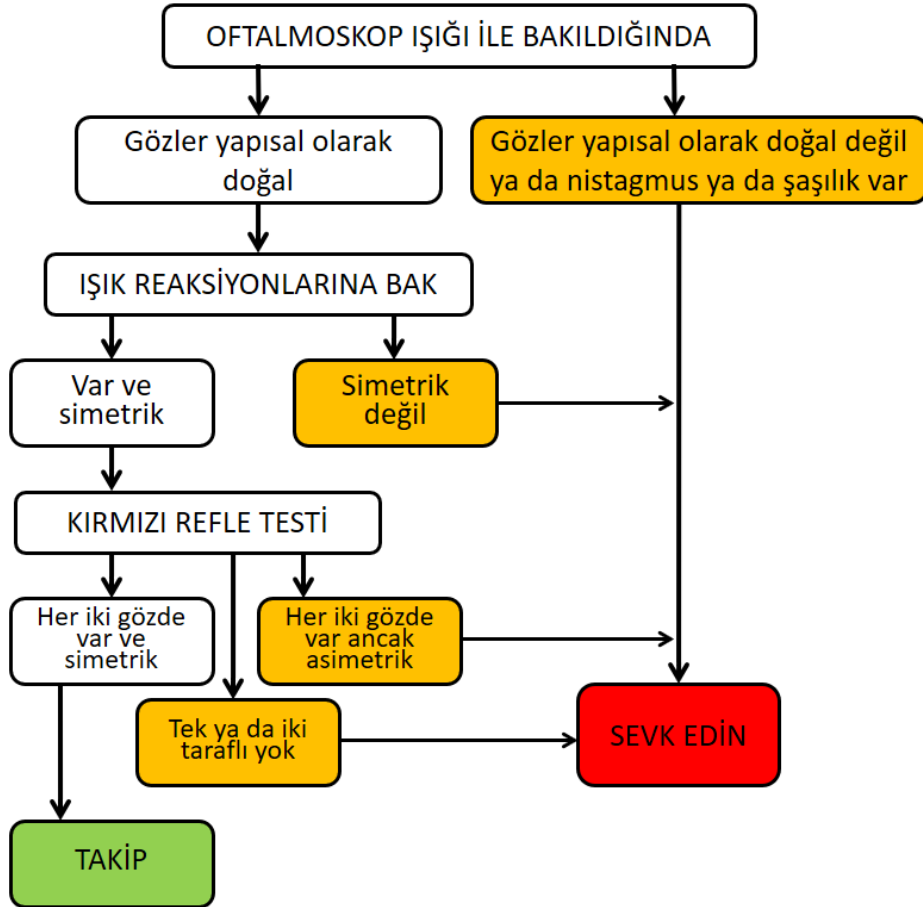 OFTALMOSKOP IŞIĞI İLE BAKILDIĞINDA
Gözler yapısal olarak
doğal
Gözler yapısal olarak doğal değil
ya da nistagmus ya da şaşılık var
IŞIK REAKSİYONLARINA BAK
Var ve
simetrik
Simetrik
değil
KIRMIZI REFLE TESTİ
Her iki gözde
var ve
simetrik
Her iki gözde
var ancak
asimetrik
Tek ya da iki
taraflı yok
SEVK EDİN
TAKİP